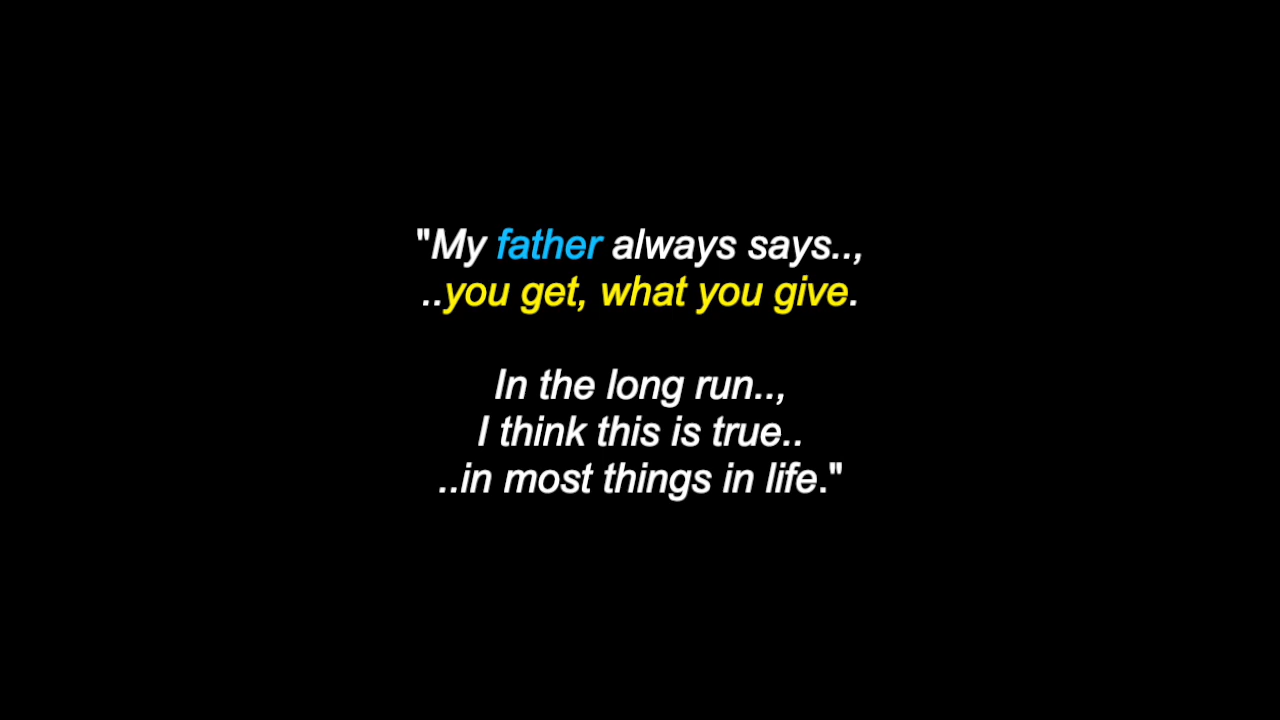 "My father always says..,
..you get, what you give.
In the long run..,
I think this is true..
..in most things in life."